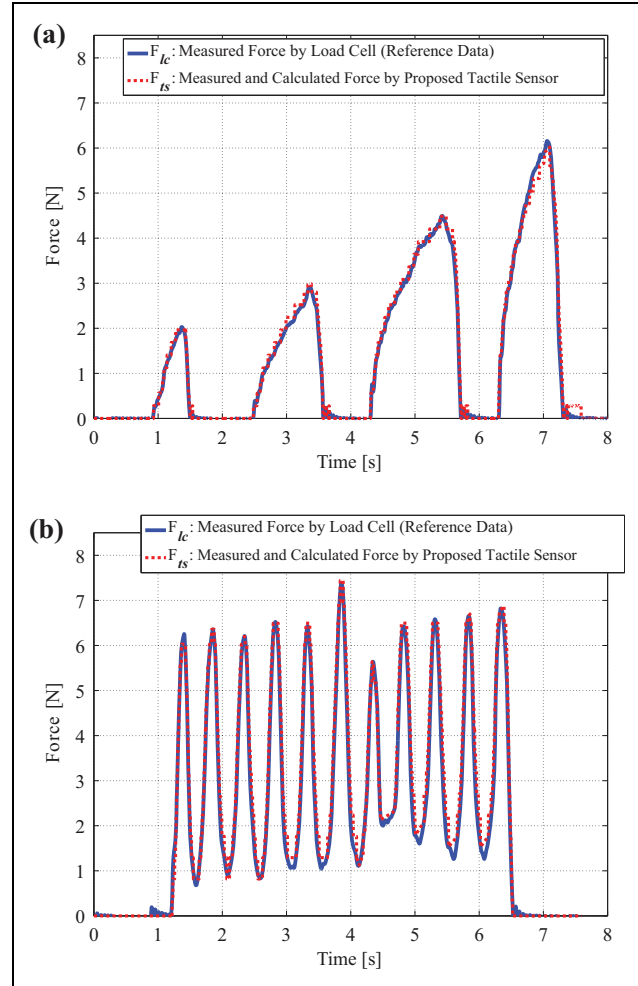 (a)
F_lc : Measured Force by Load Cell (Reference Data)
F_ts : Measured and Calculated Force by Proposed Tactile Sensor
8
7
6
5
4
3
2
1
0
Force [N]
0 1 2 3 4 5 6 7 8
Time [s]
(b)
F_lc : Measured Force by Load Cell (Reference Data)
F_ts : Measured and Calculated Force by Proposed Tactile Sensor
8
7
6
5
4
3
2
1
0
Force [N]
0 1 2 3 4 5 6 7 8
Time [s]